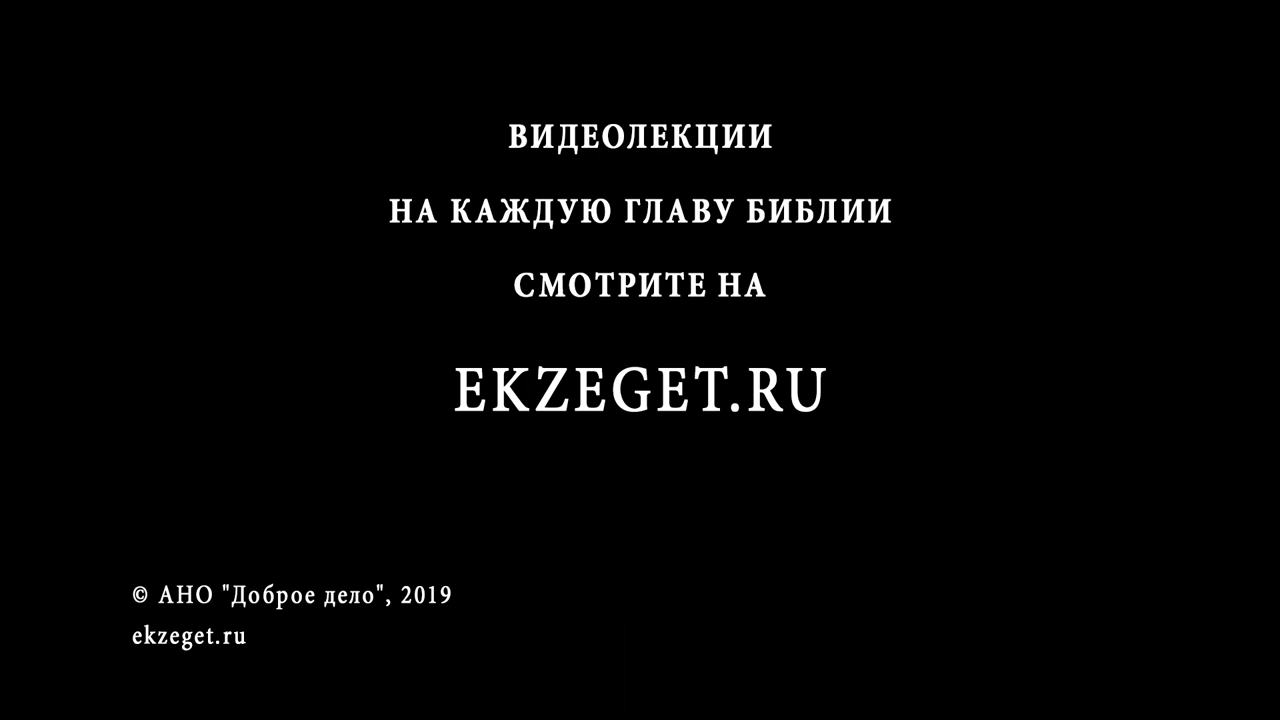 ВИДЕОЛЕКЦИИ
НА КАЖДУЮ ГЛАВУ БИБЛИИ
СМОТРИТЕ НА
EKZEGET.RU
© АНО "Доброе дело", 2019
ekzeget.ru